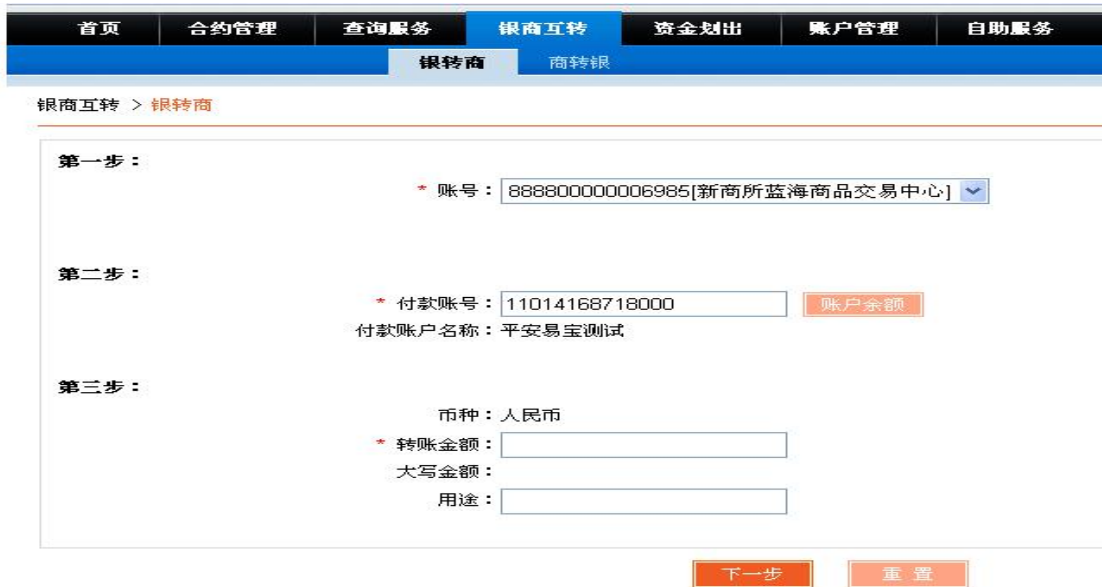 首页 合约管理 查询服务 银商互转 资金划出 账户管理 自助服务
银转商 商转银
银商互转 > 银转商
第一步：
* 账号： 888800000006985[新商所蓝海商品交易中心]
第二步：
* 付款账号： 11014168718000 账户余额
付款账户名称： 平安易宝测试
第三步：
币种： 人民币
* 转账金额：
大写金额：
用途：
下一步 重 置